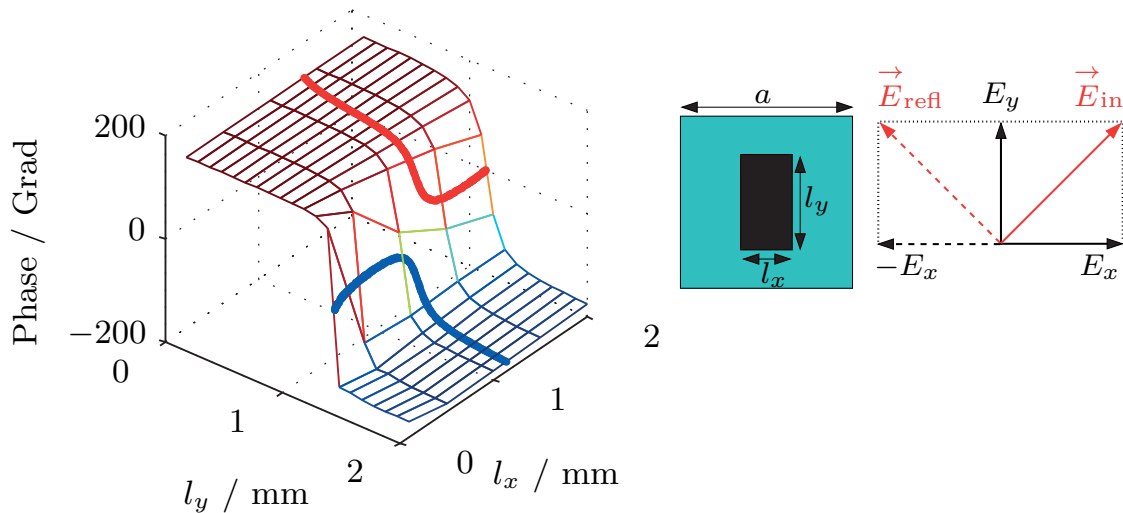 Phase / Grad
200
0
−200
0
1
2
l_y / mm
0
1
2
l_x / mm
a
l_y
l_x
E_refl
E_y
E_in
−E_x
E_x